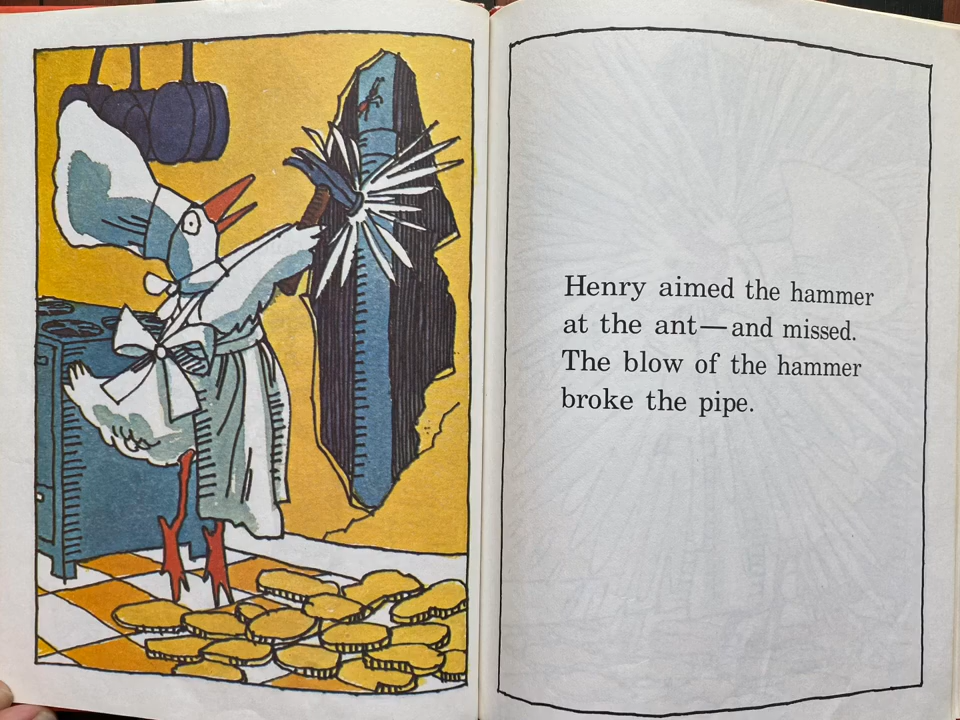 Henry aimed the hammer
at the ant—and missed.
The blow of the hammer
broke the pipe.